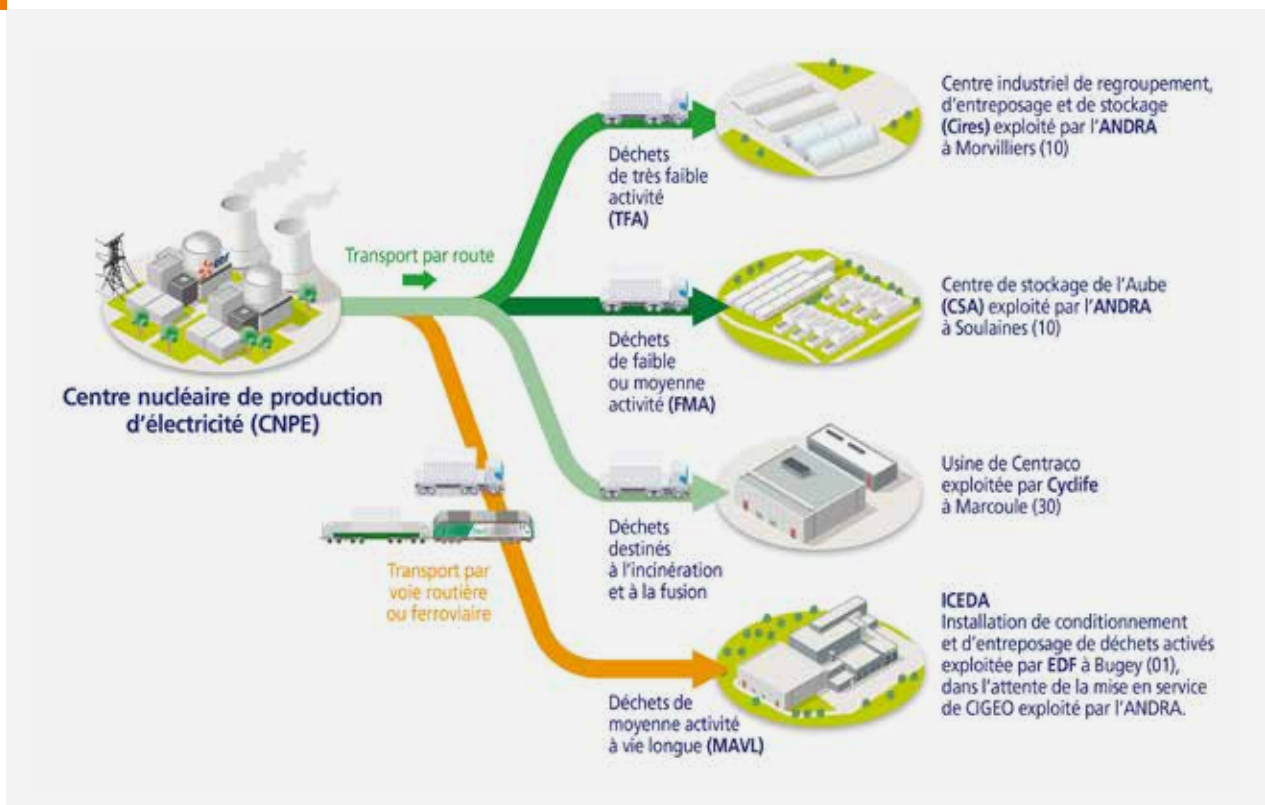 Centre industriel de regroupement,
d'entreposage et de stockage
(Cires) exploité par l'ANDRA
à Morvilliers (10)
Déchets
de très faible
activité
(TFA)
Transport par route
Centre de stockage de l'Aube
(CSA) exploité par l'ANDRA
à Soulaines (10)
Déchets
de faible
ou moyenne
activité (FMA)
Centre nucléaire de production
d'électricité (CNPE)
Usine de Centraco
exploitée par Cyclife
à Marcoule (30)
Déchets
destinés
à l'incinération
et à la fusion
Transport par
voie routière
ou ferroviaire
ICEDA
Installation de conditionnement
et d'entreposage de déchets activés
exploitée par EDF à Bugey (01),
dans l'attente de la mise en service
de CIGEO exploité par l'ANDRA.
Déchets de
moyenne activité
à vie longue (MAVL)